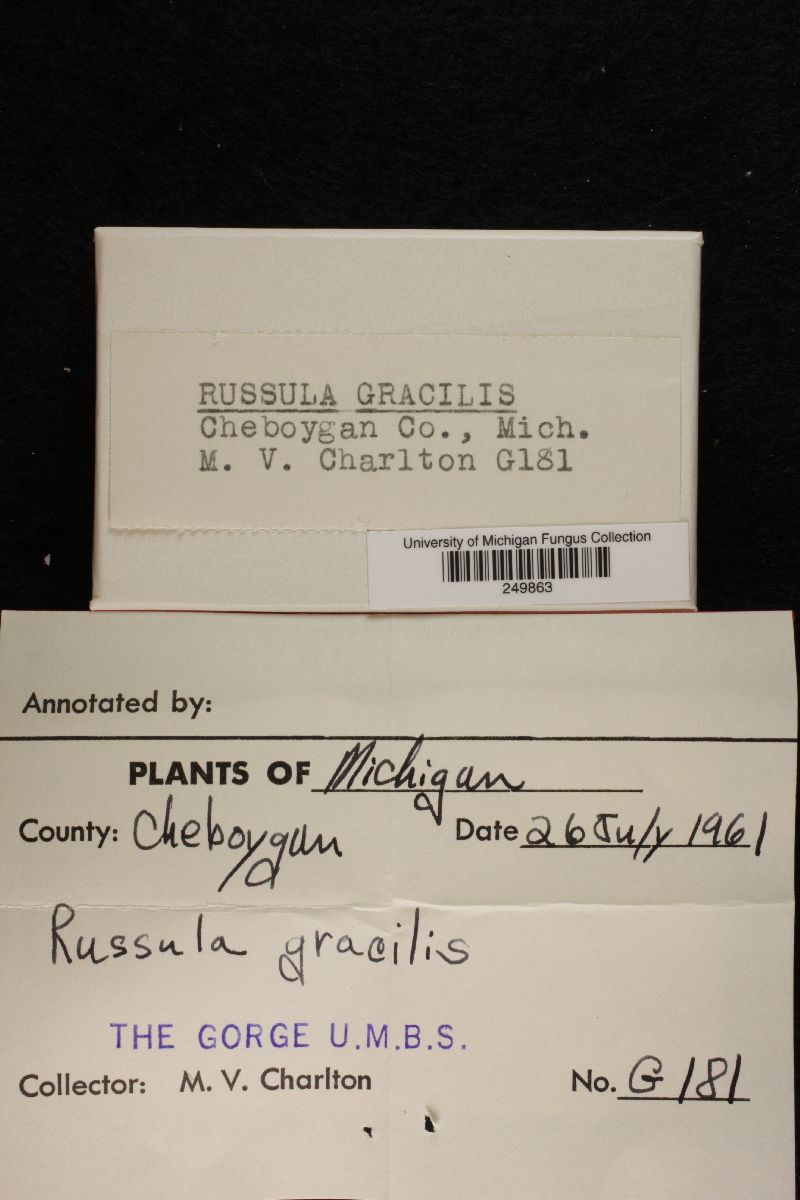 RUSSULA GRACILIS
Cheboygan Co., Mich.
M. V. Charlton G181
University of Michigan Fungus Collection
249863
Annotated by:
PLANTS OF Michigan
County: Cheboygan Date 26 July 1961
Russula gracilis
THE GORGE U.M.B.S.
Collector: M. V. Charlton No. G 181